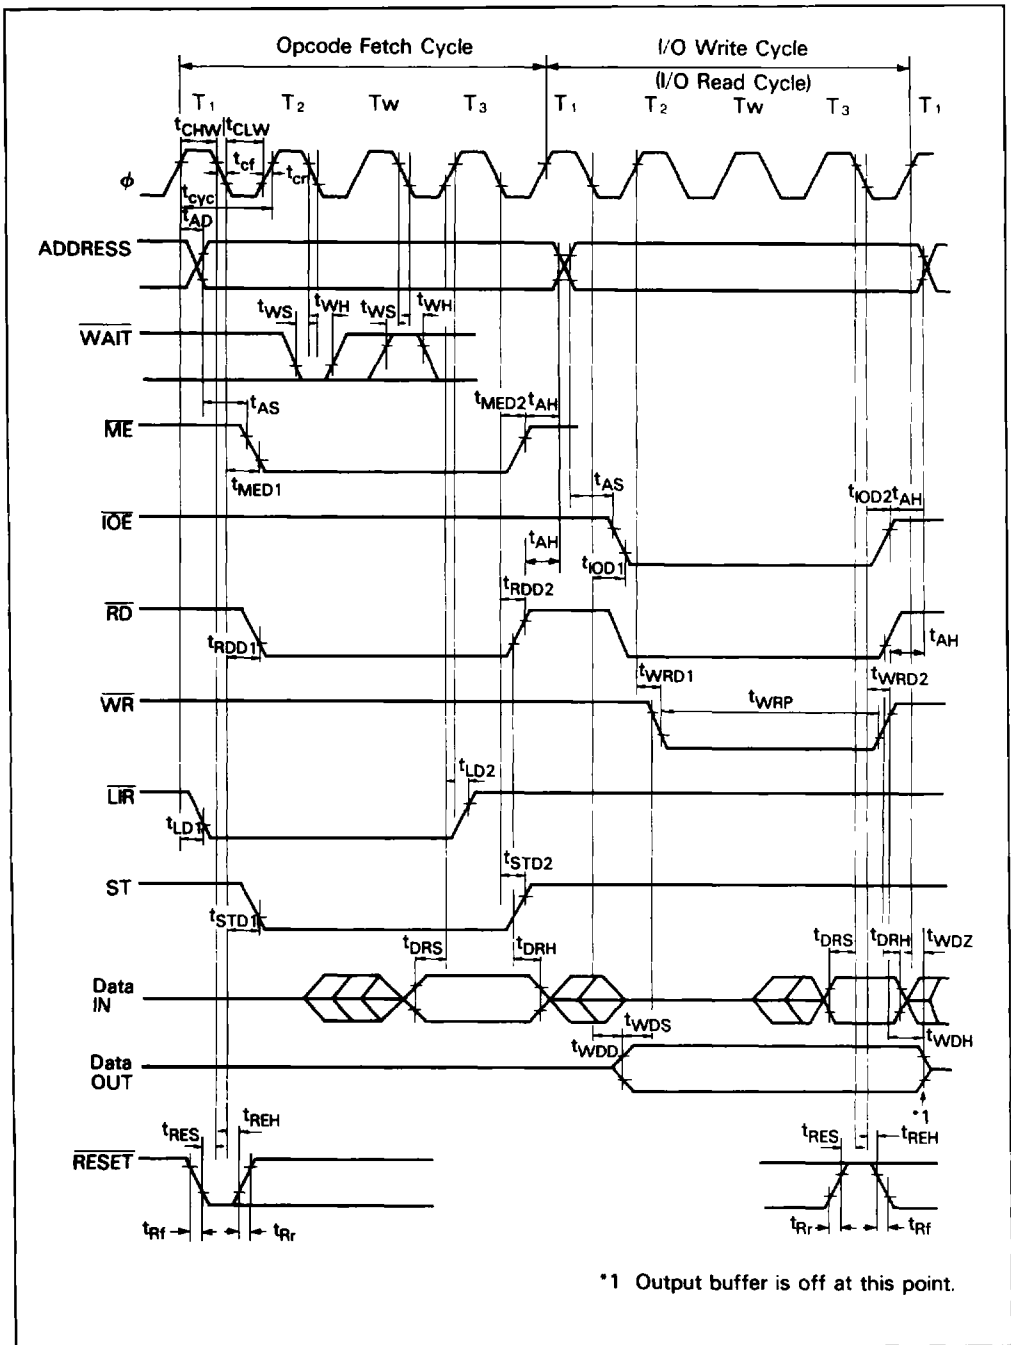 Opcode Fetch Cycle I/O Write Cycle
(I/O Read Cycle)
T1 T2 TW T3 T1 T2 TW T3 T1
tCHW tCLW
tcf tcr
φ
tcyc
tAD
ADDRESS
tWS tWH tWS tWH
WAIT
tAS tMED2 tAH
ME
tMED1
tAS tIOD2 tAH
IOE
tAH tIOD1
tRDD2
RD
tRDD1 tAH
tWRD1 tWRD2
WR tWRP
tLD2
LIR
tLD1
tSTD2
ST
tSTD1
tDRS tDRH tDRS tDRH tWDZ
Data
IN
tWDS tWDH
tWDD
Data
OUT
*1
tRES tREH tRES tREH
RESET
tRf tRr tRr tRf
*1 Output buffer is off at this point.